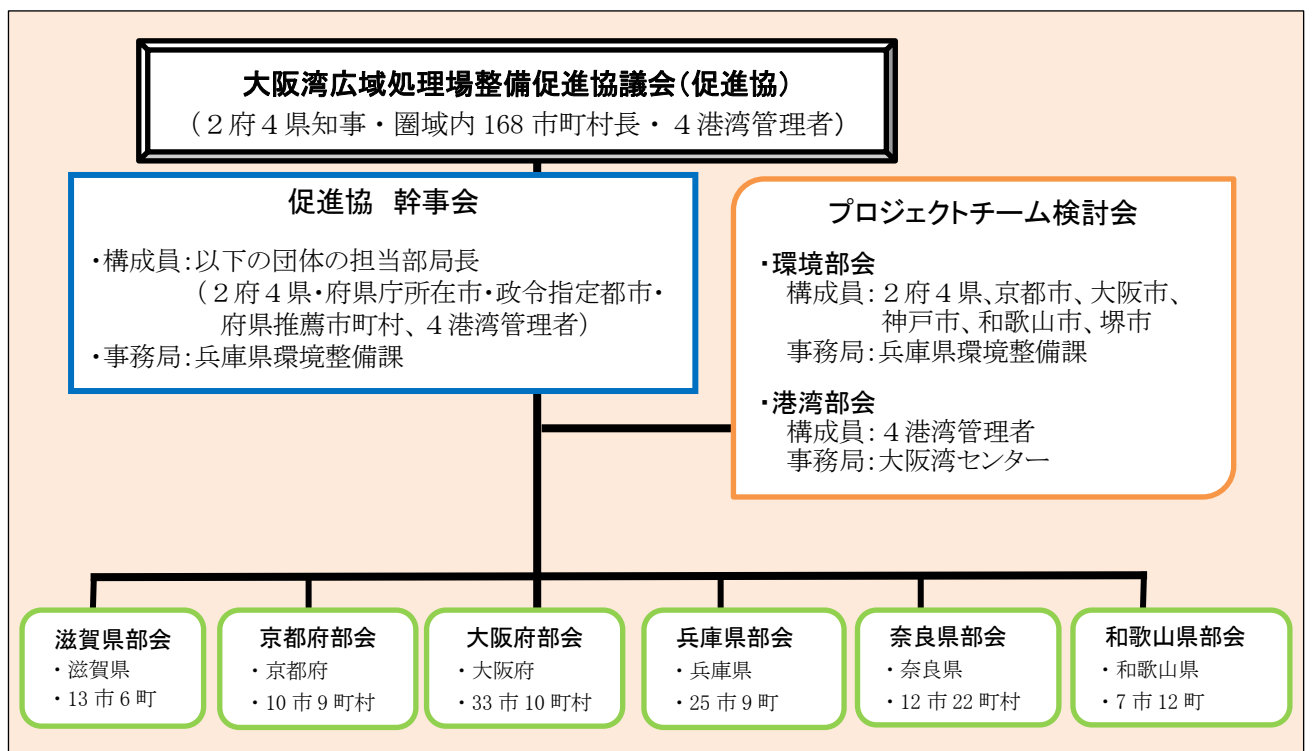 大阪湾広域処理場整備促進協議会(促進協)
(2府4県知事・圏域内 168 市町村長・4港湾管理者)
促進協 幹事会
・構成員:以下の団体の担当部局長
(2府4県・府県庁所在市・政令指定都市・
府県推薦市町村、4港湾管理者)
・事務局:兵庫県環境整備課
プロジェクトチーム検討会
・環境部会
構成員:2府4県、京都市、大阪市、
神戸市、和歌山市、堺市
事務局:兵庫県環境整備課
・港湾部会
構成員:4港湾管理者
事務局:大阪湾センター
滋賀県部会
・滋賀県
・13 市 6 町
京都府部会
・京都府
・10 市 9 町村
大阪府部会
・大阪府
・33 市 10 町村
兵庫県部会
・兵庫県
・25 市 9 町
奈良県部会
・奈良県
・12 市 22 町村
和歌山県部会
・和歌山県
・7 市 12 町